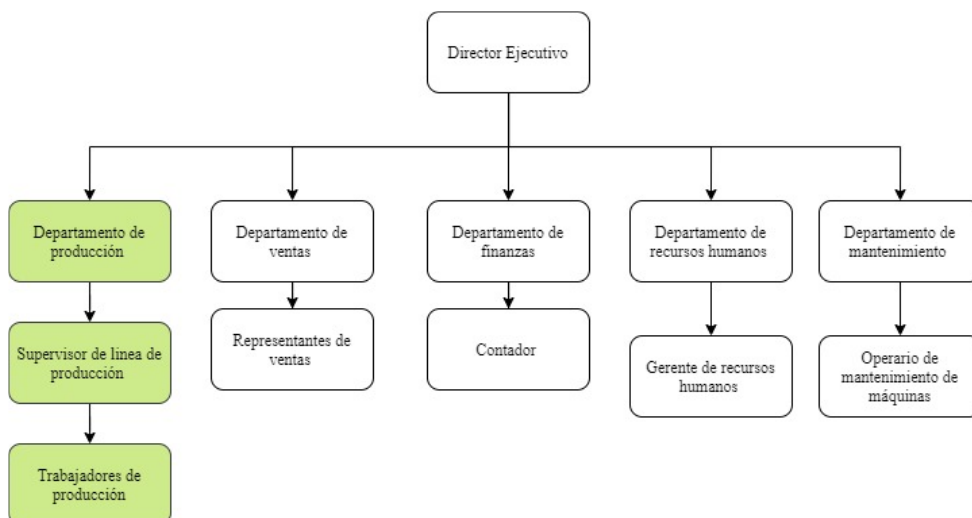 Director Ejecutivo
Departamento de
producción
Departamento de
ventas
Departamento de
finanzas
Departamento de
recursos humanos
Departamento de
mantenimiento
Supervisor de linea de
producción
Representantes de
ventas
Contador
Gerente de recursos
humanos
Operario de
mantenimiento de
máquinas
Trabajadores de
producción